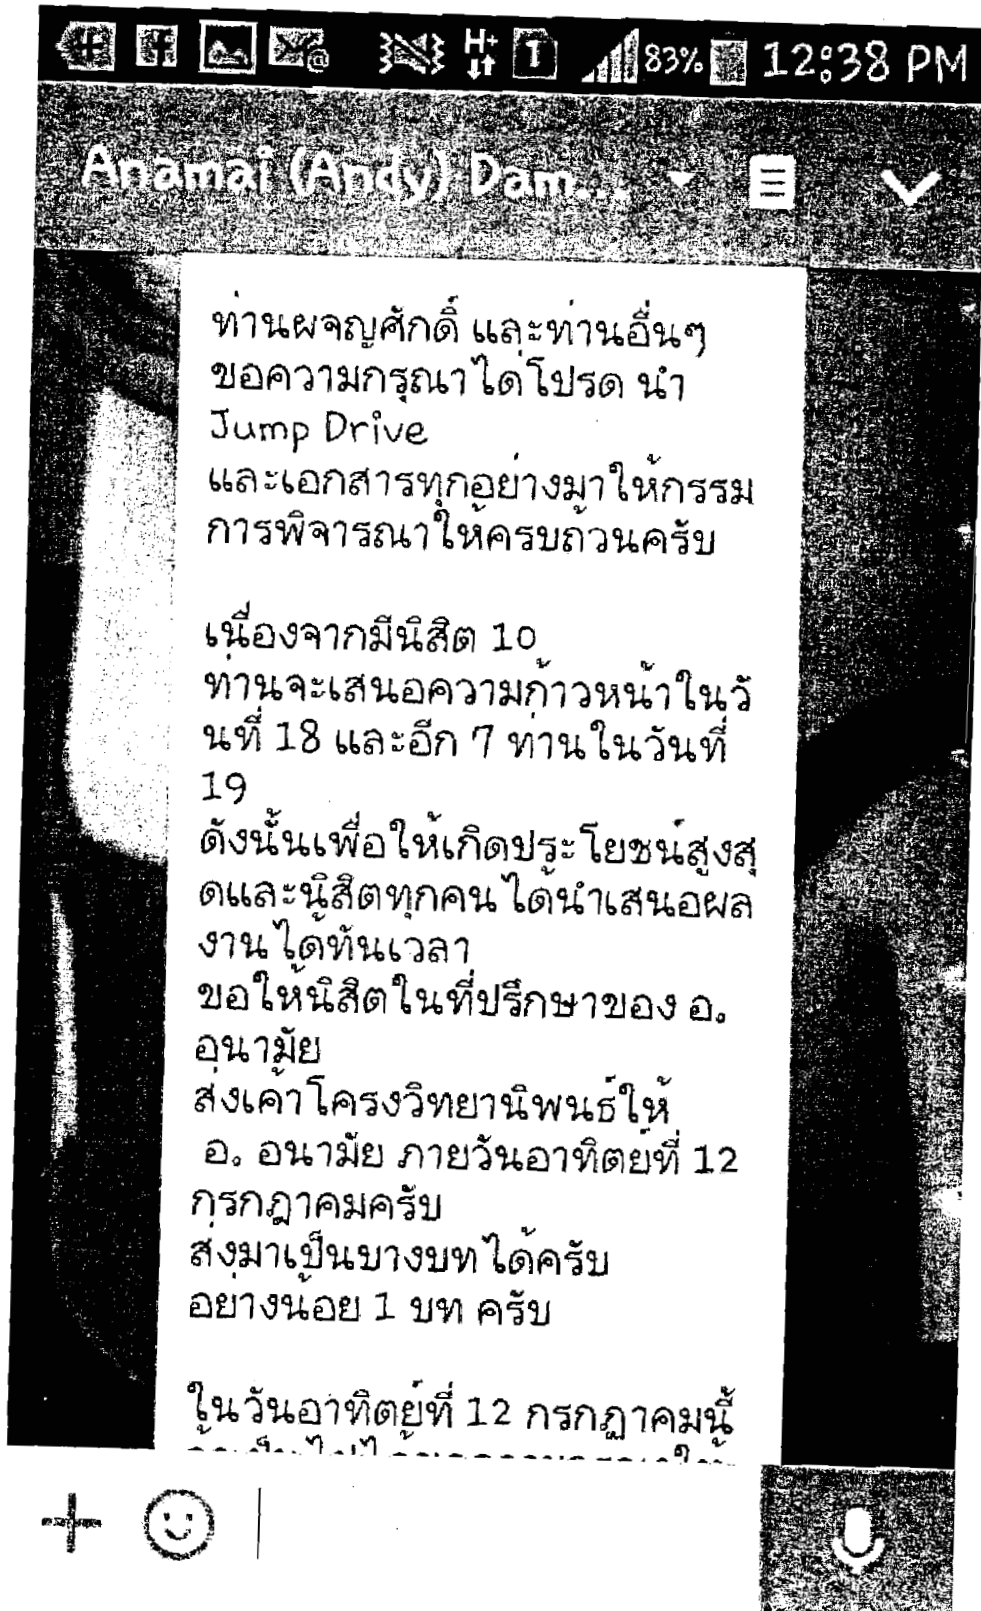 H+
1
83%
12:38 PM
Anamai (Andy) Dam...
ท่านผจญศักดิ์ และท่านอื่นๆ
ขอความกรุณาได้โปรด นำ
Jump Drive
และเอกสารทุกอย่างมาให้กรรม
การพิจารณาให้ครบถ้วนครับ
เนื่องจากมีนิสิต 10
ท่านจะเสนอความก้าวหน้าในวั
นที่ 18 และอีก 7 ท่านในวันที่
19
ดังนั้นเพื่อให้เกิดประโยชน์สูงสุ
ดและนิสิตทุกคนได้นำเสนอผล
งานได้ทันเวลา
ขอให้นิสิตในที่ปรึกษาของ อ.
อนามัย
ส่งเค้าโครงวิทยานิพนธ์ให้
อ. อนามัย ภายวันอาทิตย์ที่ 12
กรกฎาคมครับ
ส่งมาเป็นบางบทได้ครับ
อย่างน้อย 1 บท ครับ
ในวันอาทิตย์ที่ 12 กรกฎาคมนี้